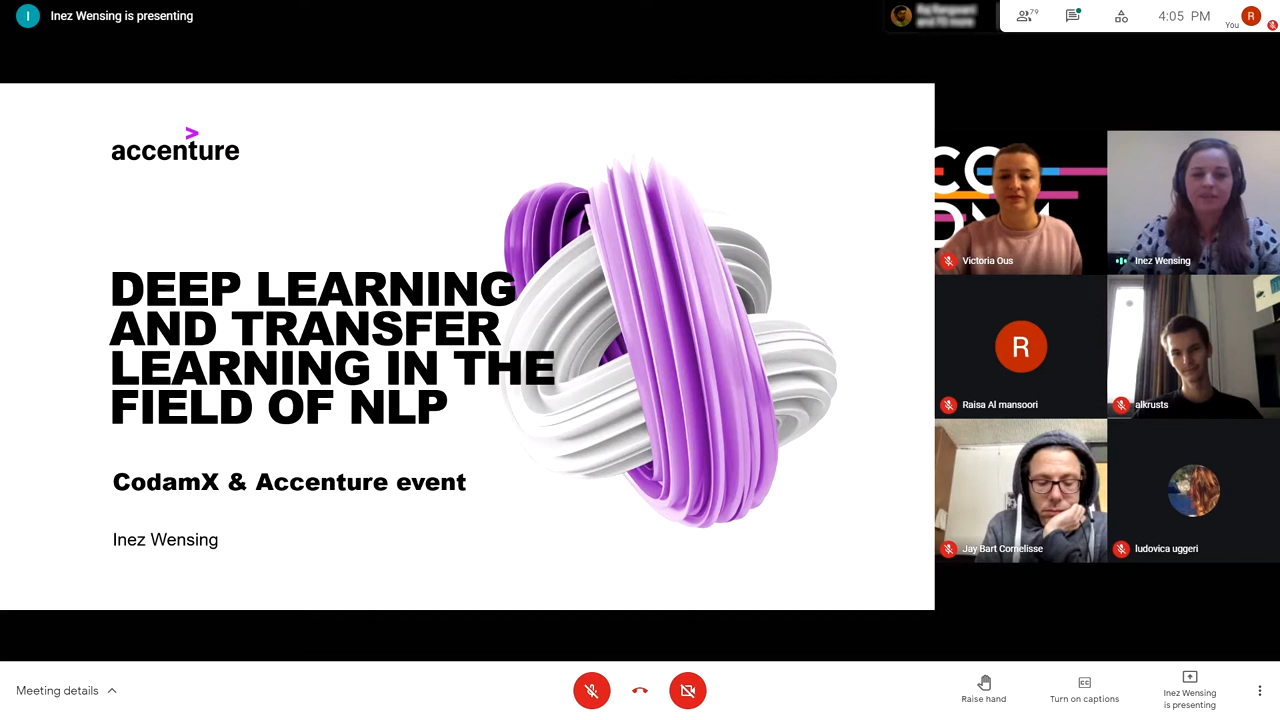 I
Inez Wensing is presenting
79
4:05 PM
You
R
>
accenture
DEEP LEARNING
AND TRANSFER
LEARNING IN THE
FIELD OF NLP
CodamX & Accenture event
Inez Wensing
CO
Victoria Ous
Inez Wensing
R
Raisa Al mansoori
alkrusts
Jay Bart Cornelisse
ludovica uggeri
Meeting details
Raise hand
CC
Turn on captions
Inez Wensing
is presenting